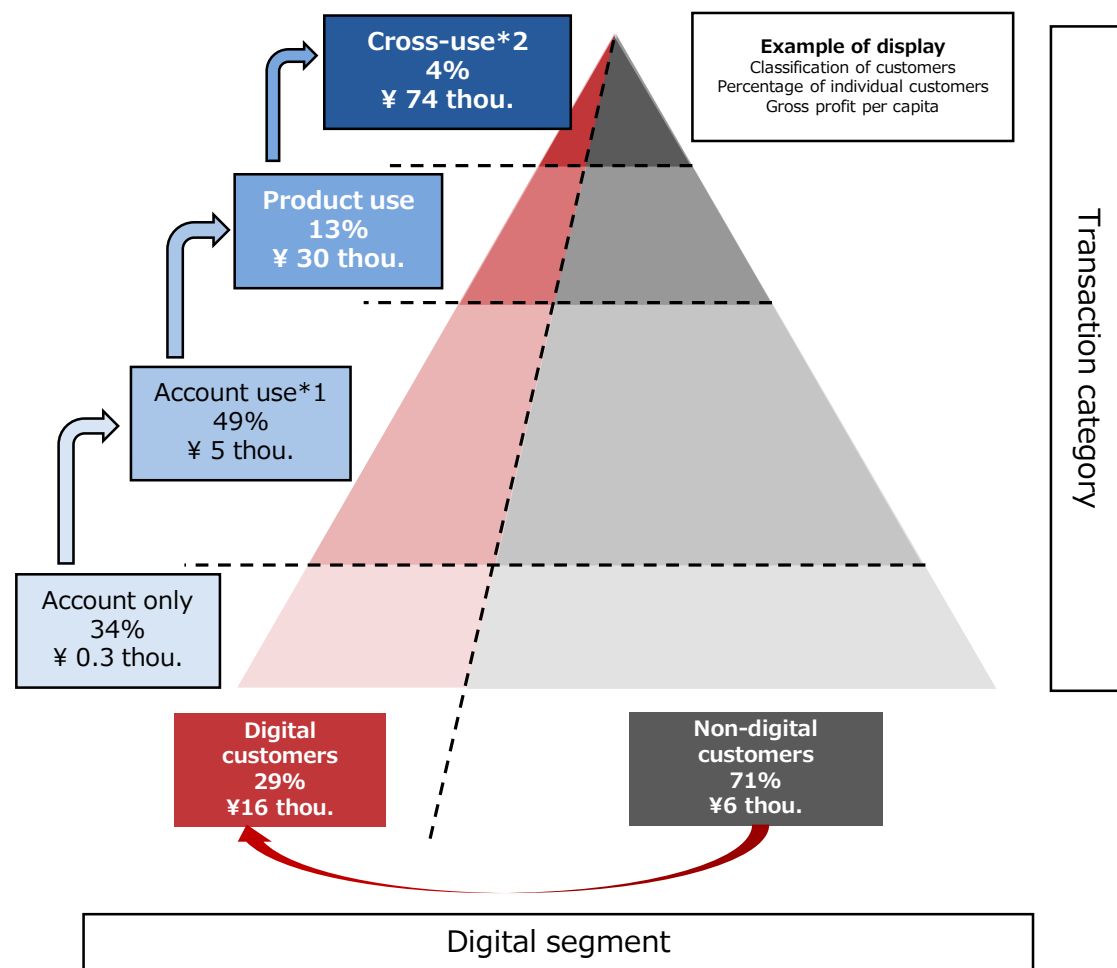 Cross-use*2
4%
¥ 74 thou.
Example of display
Classification of customers
Percentage of individual customers
Gross profit per capita
Product use
13%
¥ 30 thou.
Account use*1
49%
¥ 5 thou.
Account only
34%
¥ 0.3 thou.
Transaction category
Digital
customers
29%
¥16 thou.
Non-digital
customers
71%
¥6 thou.
Digital segment